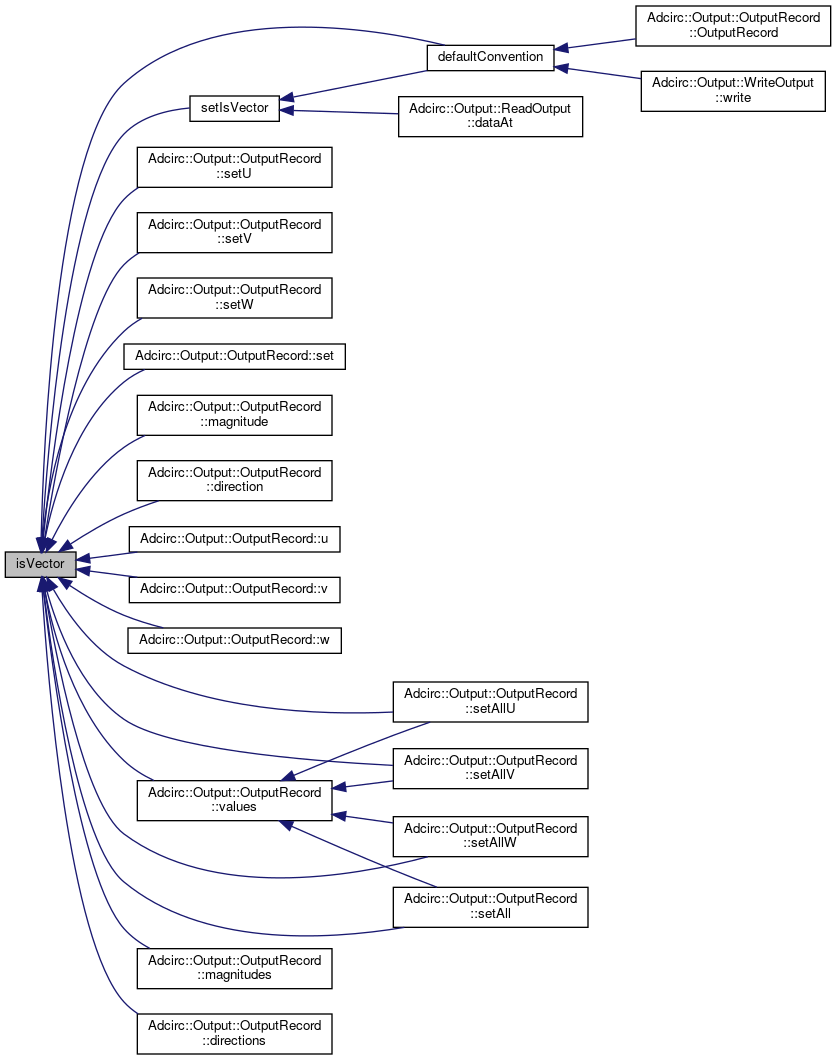 Adcirc::Output::OutputRecord
::OutputRecord
defaultConvention
Adcirc::Output::WriteOutput
::write
setIsVector
Adcirc::Output::ReadOutput
::dataAt
Adcirc::Output::OutputRecord
::setU
Adcirc::Output::OutputRecord
::setV
Adcirc::Output::OutputRecord
::setW
Adcirc::Output::OutputRecord::set
Adcirc::Output::OutputRecord
::magnitude
Adcirc::Output::OutputRecord
::direction
Adcirc::Output::OutputRecord::u
isVector
Adcirc::Output::OutputRecord::v
Adcirc::Output::OutputRecord::w
Adcirc::Output::OutputRecord
::setAllU
Adcirc::Output::OutputRecord
::setAllV
Adcirc::Output::OutputRecord
::values
Adcirc::Output::OutputRecord
::setAllW
Adcirc::Output::OutputRecord
::setAll
Adcirc::Output::OutputRecord
::magnitudes
Adcirc::Output::OutputRecord
::directions